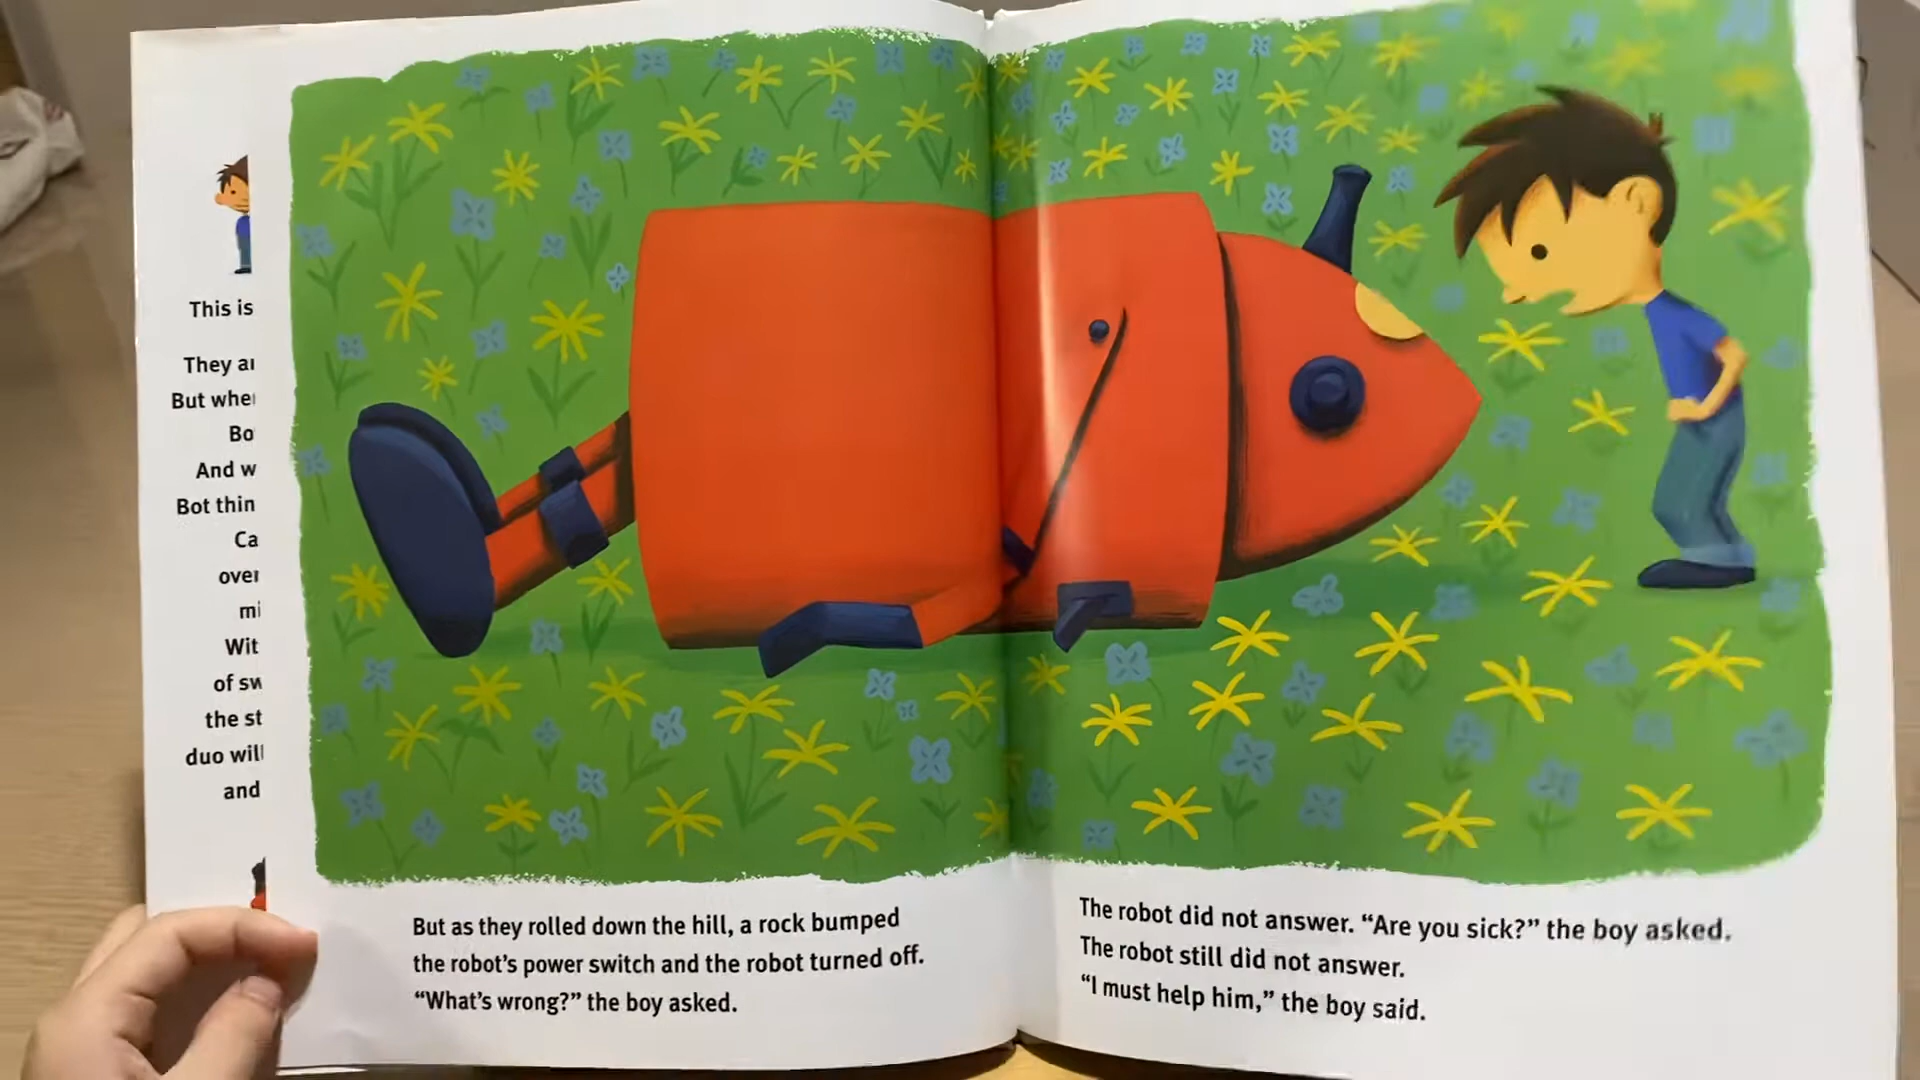 This is
They
But
Bo
And w
Bot thin
Ca
over
mi
Wit
of sw
the st
duo will
and
But as they rolled down the hill, a rock bumped
the robot's power switch and the robot turned off.
“What's wrong?” the boy asked.
The robot did not answer. “Are you sick?” the boy asked.
The robot still did not answer.
“I must help him,” the boy said.